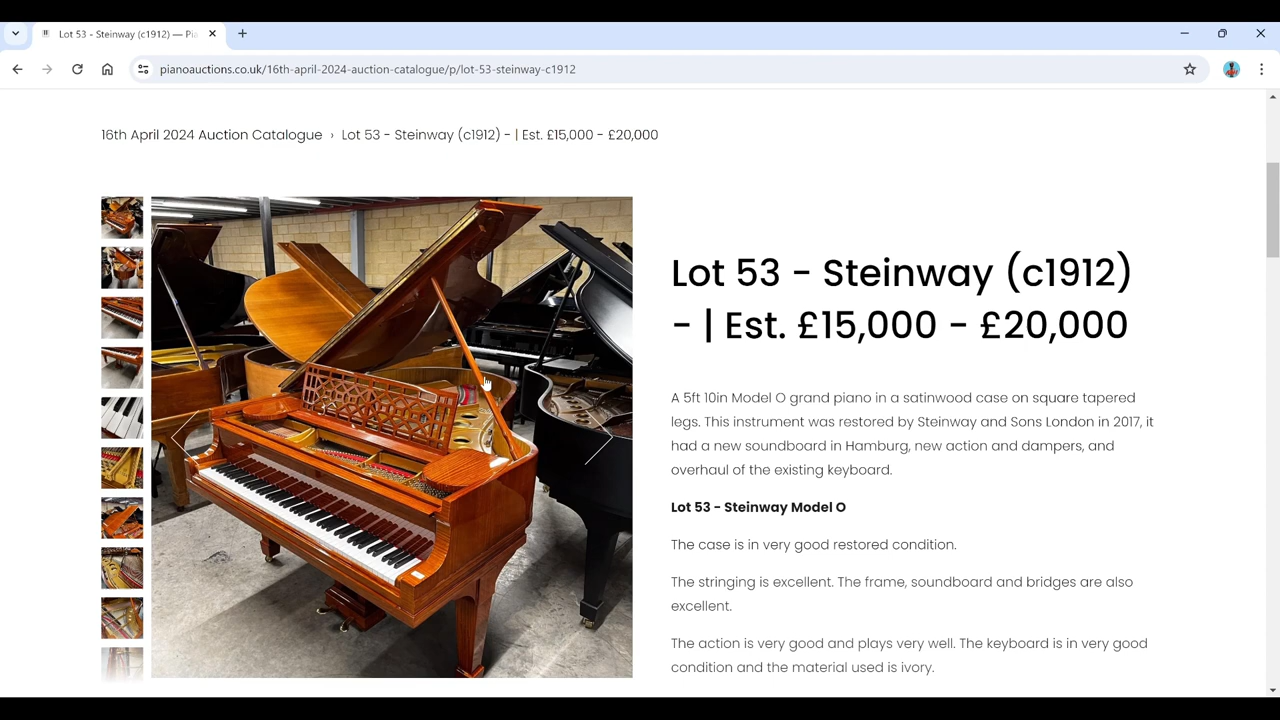 Lot 53 - Steinway (c1912) — Pia
pianoauctions.co.uk/16th-april-2024-auction-catalogue/p/lot-53-steinway-c1912
16th April 2024 Auction Catalogue › Lot 53 - Steinway (c1912) - | Est. £15,000 - £20,000
Lot 53 - Steinway (c1912)
- | Est. £15,000 - £20,000
A 5ft 10in Model O grand piano in a satinwood case on square tapered
legs. This instrument was restored by Steinway and Sons London in 2017, it
had a new soundboard in Hamburg, new action and dampers, and
overhaul of the existing keyboard.
Lot 53 - Steinway Model O
The case is in very good restored condition.
The stringing is excellent. The frame, soundboard and bridges are also
excellent.
The action is very good and plays very well. The keyboard is in very good
condition and the material used is ivory.